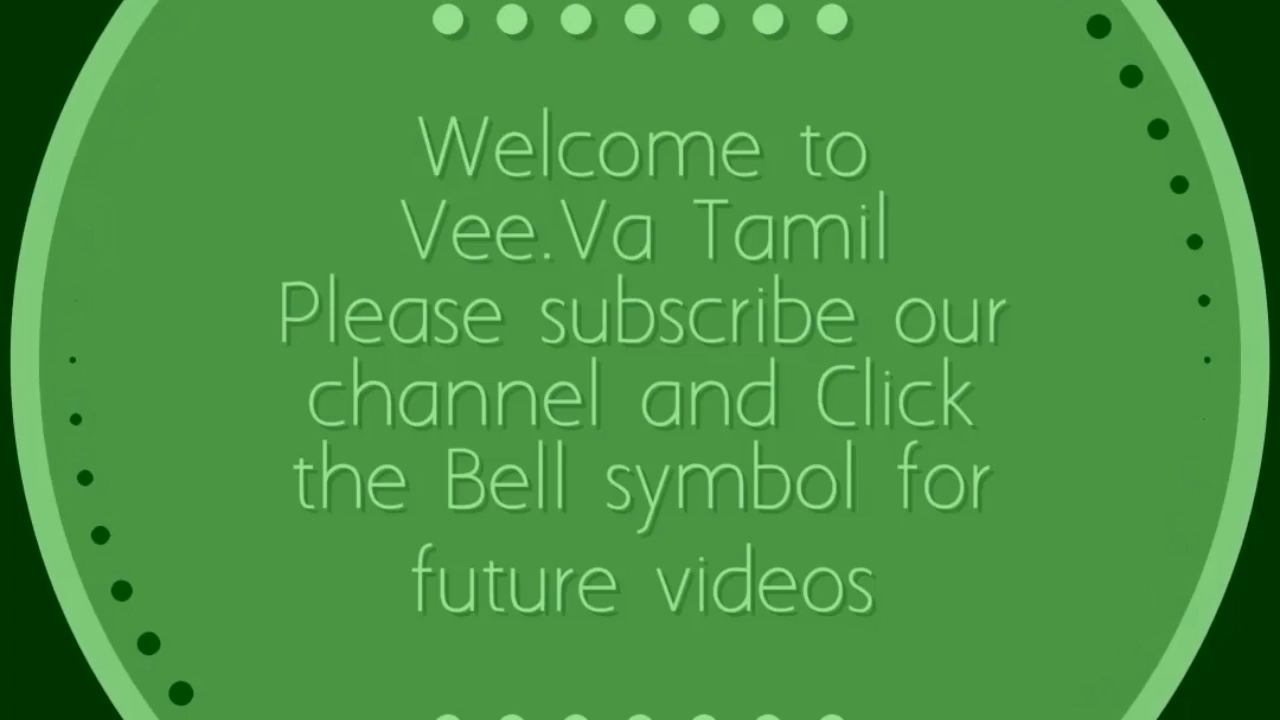 Welcome to
Vee.Va Tamil
Please subscribe our
channel and Click
the Bell symbol for
future videos